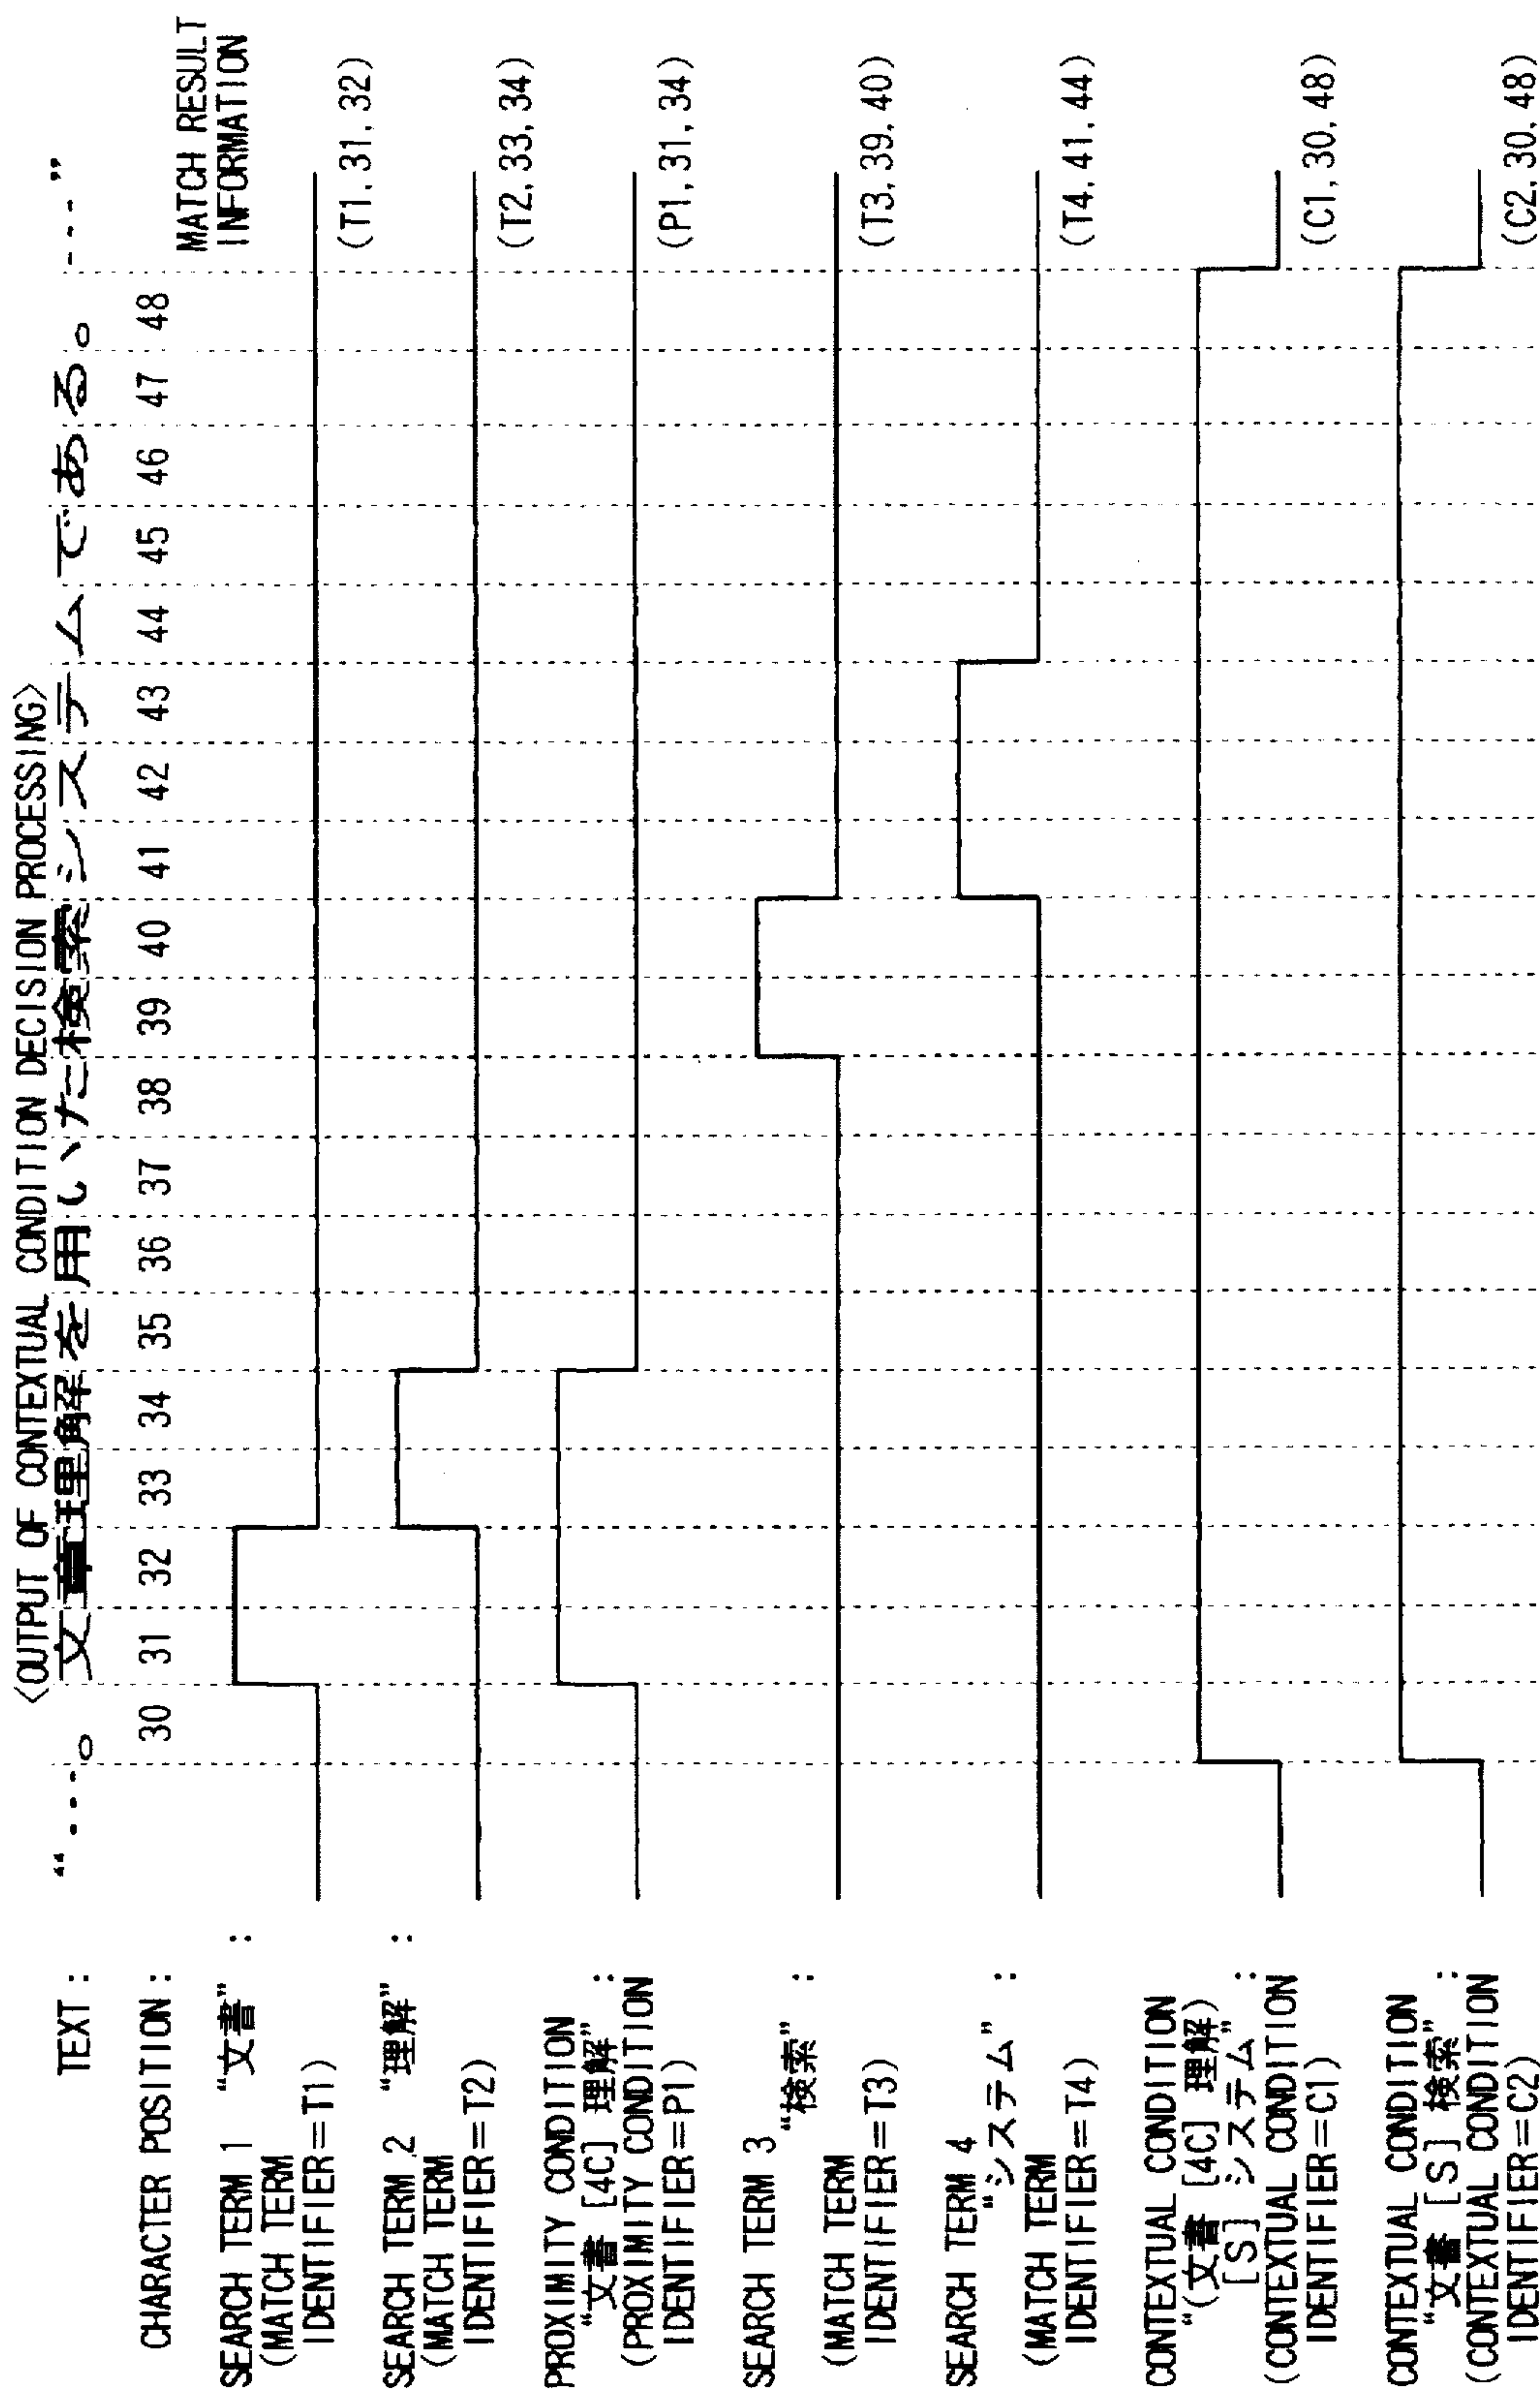 <OUTPUT OF CONTEXTUAL CONDITION DECISION PROCESSING>
TEXT : “・・・。文章理解を用いた検索システムである。---”
CHARACTER POSITION : 30 31 32 33 34 35 36 37 38 39 40 41 42 43 44 45 46 47 48
MATCH RESULT
INFORMATION
SEARCH TERM 1 “文書” :
(MATCH TERM
IDENTIFIER=T1)
(T1, 31, 32)
SEARCH TERM 2 “理解” :
(MATCH TERM
IDENTIFIER=T2)
(T2, 33, 34)
PROXIMITY CONDITION
“文書 [4C] 理解” :
(PROXIMITY CONDITION
IDENTIFIER=P1)
(P1, 31, 34)
SEARCH TERM 3
“検索” :
(MATCH TERM
IDENTIFIER=T3)
(T3, 39, 40)
SEARCH TERM 4
“システム” :
(MATCH TERM
IDENTIFIER=T4)
(T4, 41, 44)
CONTEXTUAL CONDITION
“(文書 [4C] 理解)
[S] システム” :
(CONTEXTUAL CONDITION
IDENTIFIER=C1)
(C1, 30, 48)
CONTEXTUAL CONDITION
“文書 [S] 検索” :
(CONTEXTUAL CONDITION
IDENTIFIER=C2)
(C2, 30, 48)